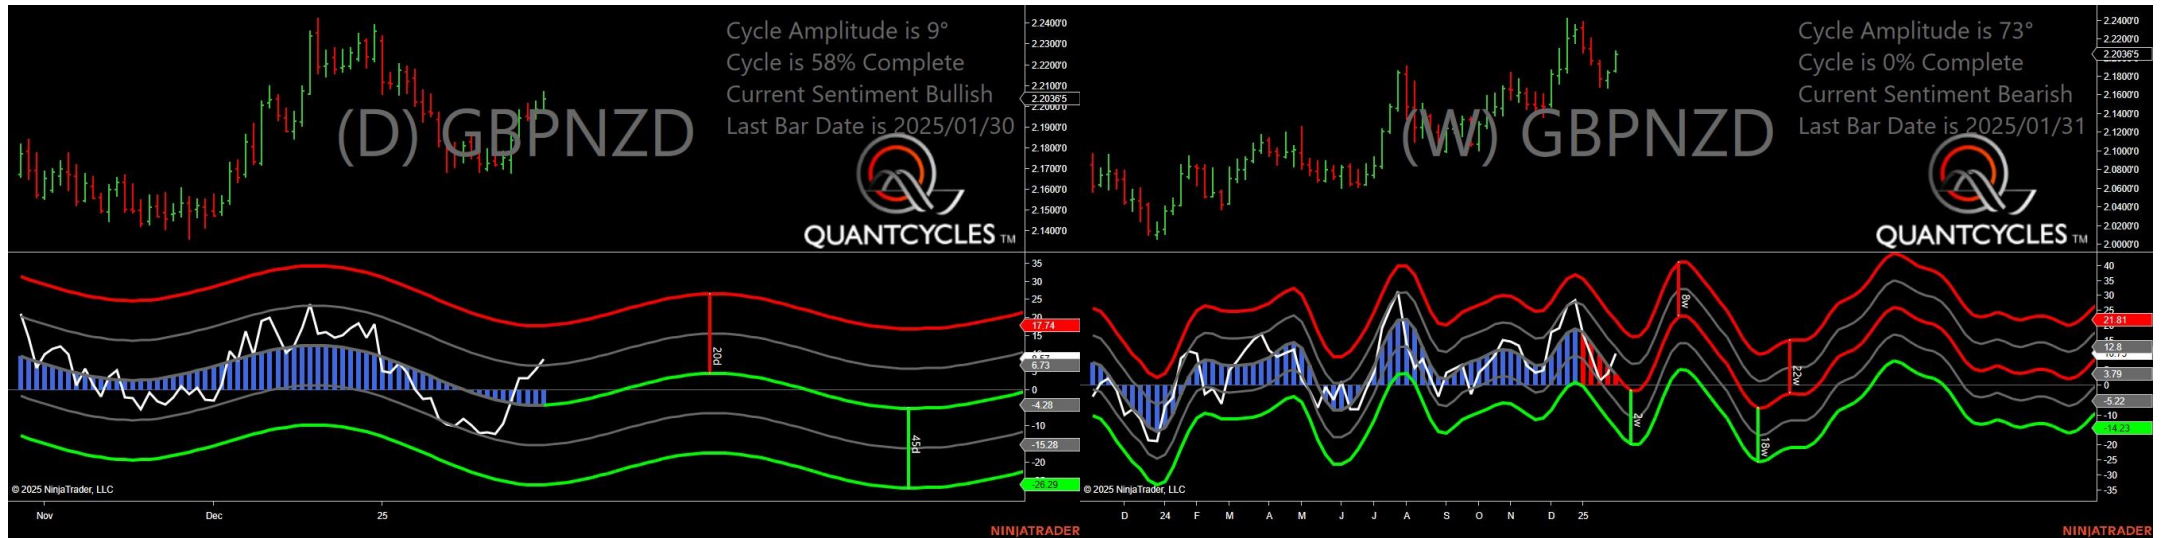 Cycle Amplitude is 9°
Cycle is 58% Complete
Current Sentiment Bullish
Last Bar Date is 2025/01/30
(D) GBPNZD
QUANTCYCLES TM
2.2400'0
2.2300'0
2.2200'0
2.2100'0
2.2036'5
2.2000'0
2.1900'0
2.1800'0
2.1700'0
2.1600'0
2.1500'0
2.1400'0
35
30
25
20
17.74
15
6.73
0
-4.28
-10
-15.28
-20
-26.29
20d
45d
© 2025 NinjaTrader, LLC
Nov
Dec
25
NINJATRADER
Cycle Amplitude is 73°
Cycle is 0% Complete
Current Sentiment Bearish
Last Bar Date is 2025/01/31
(W) GBPNZD
QUANTCYCLES TM
2.2400'0
2.2200'0
2.2036'5
2.1800'0
2.1600'0
2.1400'0
2.1200'0
2.1000'0
2.0800'0
2.0600'0
2.0400'0
2.0200'0
2.0000'0
40
35
30
25
21.81
12.8
3.79
0
-5.22
-10
-14.23
-20
-25
-30
-35
8w
22w
2w
18w
© 2025 NinjaTrader, LLC
D 24 F M A M J J A S O N D 25
NINJATRADER